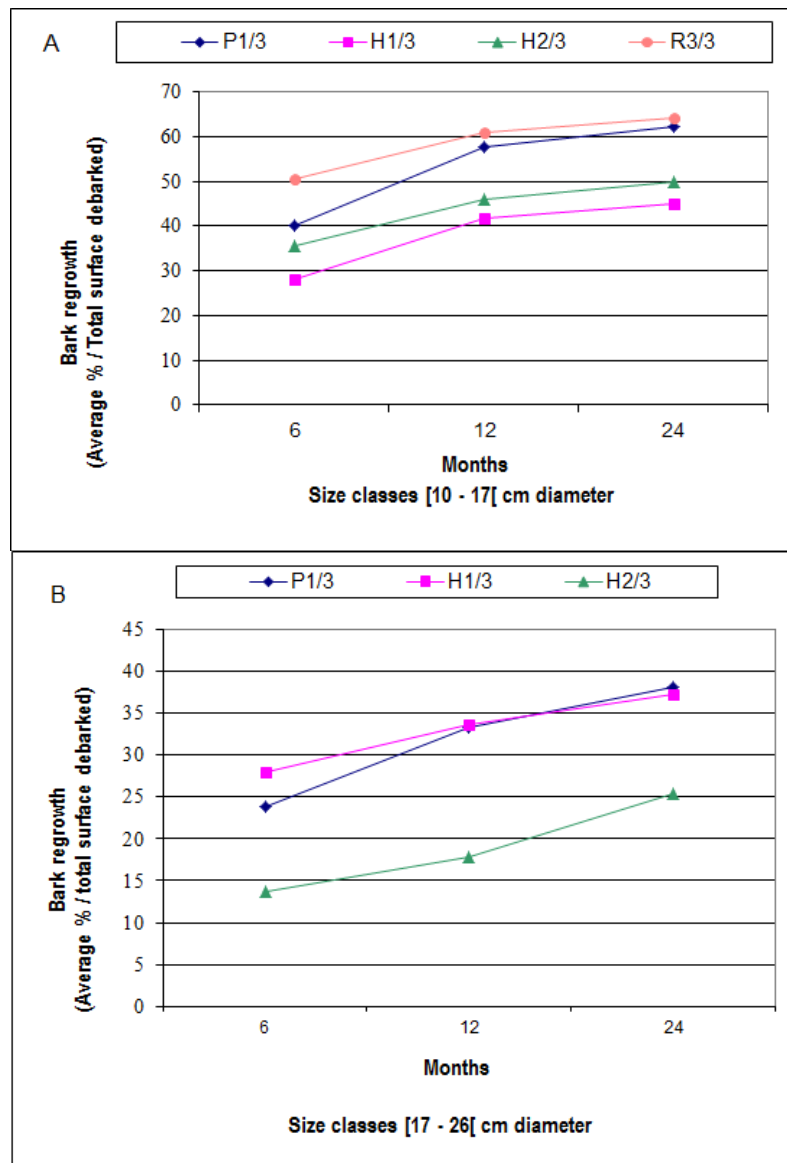 A
P1/3 H1/3 H2/3 R3/3
70
60
50
40
30
20
10
0
Bark regrowth
(Average % / Total surface debarked)
6 12 24
Months
Size classes [10 - 17[ cm diameter
B
P1/3 H1/3 H2/3
45
40
35
30
25
20
15
10
5
0
Bark regrowth
(Average % / total surface debarked)
6 12 24
Months
Size classes [17 - 26[ cm diameter